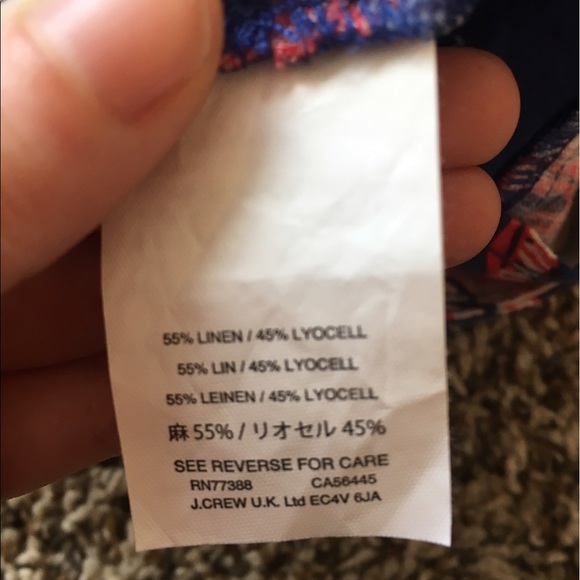 55% LINEN / 45% LYOCELL
55% LIN / 45% LYOCELL
55% LEINEN / 45% LYOCELL
麻 55% / リオセル 45%
SEE REVERSE FOR CARE
RN77388 CA56445
J.CREW U.K. Ltd EC4V 6JA